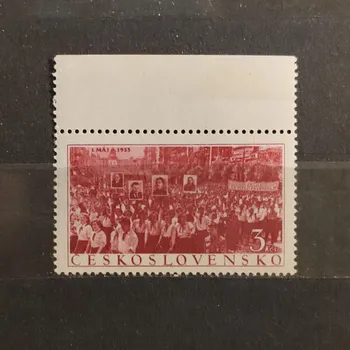 1. MÁJ 1955
3
Kčs
ČESKOSLOVENSKO